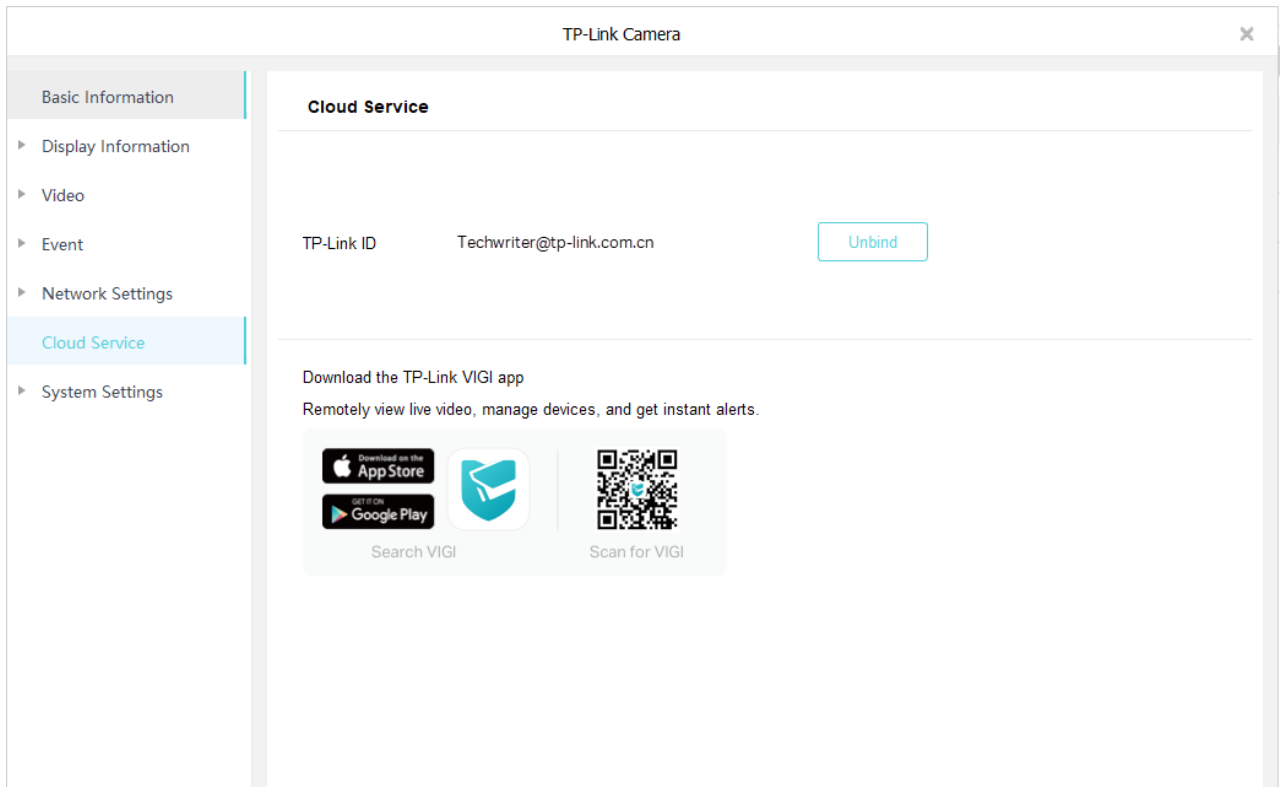 TP-Link Camera
Basic Information
Display Information
Video
Event
Network Settings
Cloud Service
System Settings
Cloud Service
TP-Link ID Techwriter@tp-link.com.cn Unbind
Download the TP-Link VIGI app
Remotely view live video, manage devices, and get instant alerts.
Download on the
App Store
GET IT ON
Google Play
Search VIGI
Scan for VIGI